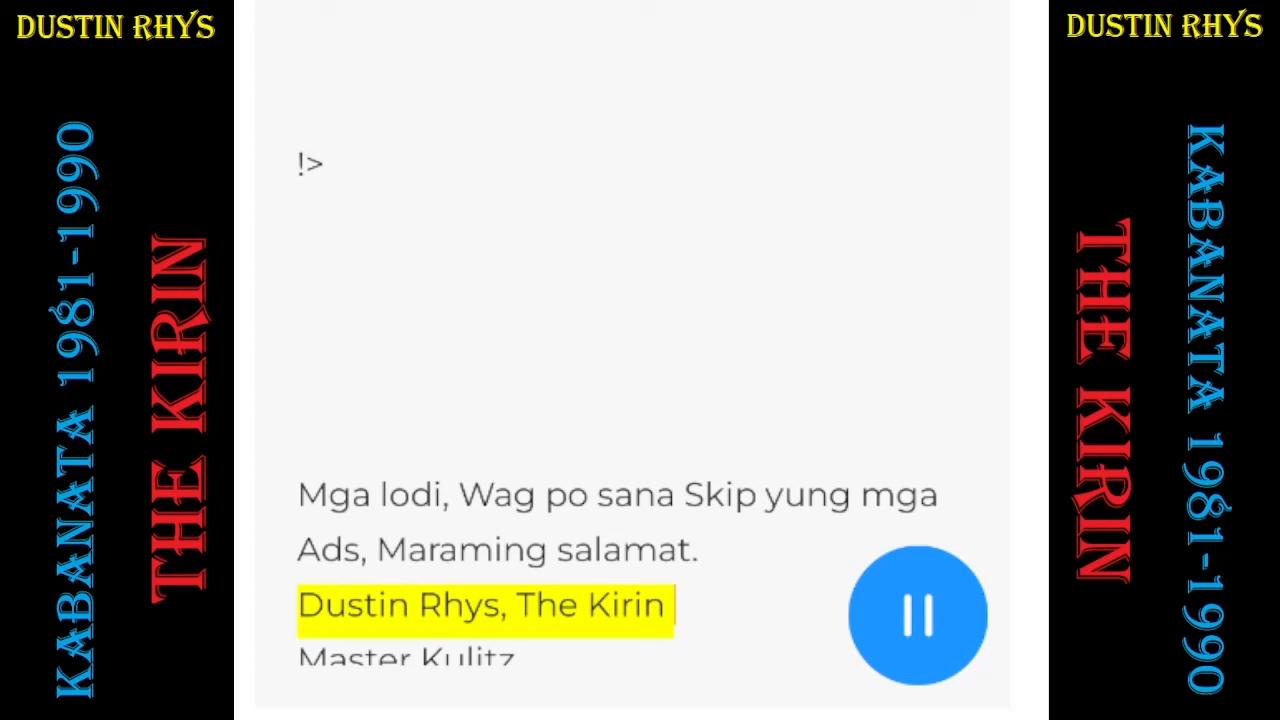 DUSTIN RHYS
KABANATA 1981-1990
THE KIRIN
!>
Mga lodi, Wag po sana Skip yung mga
Ads, Maraming salamat.
Dustin Rhys, The Kirin
Master Kulitz
DUSTIN RHYS
THE KIRIN
KABANATA 1981-1990